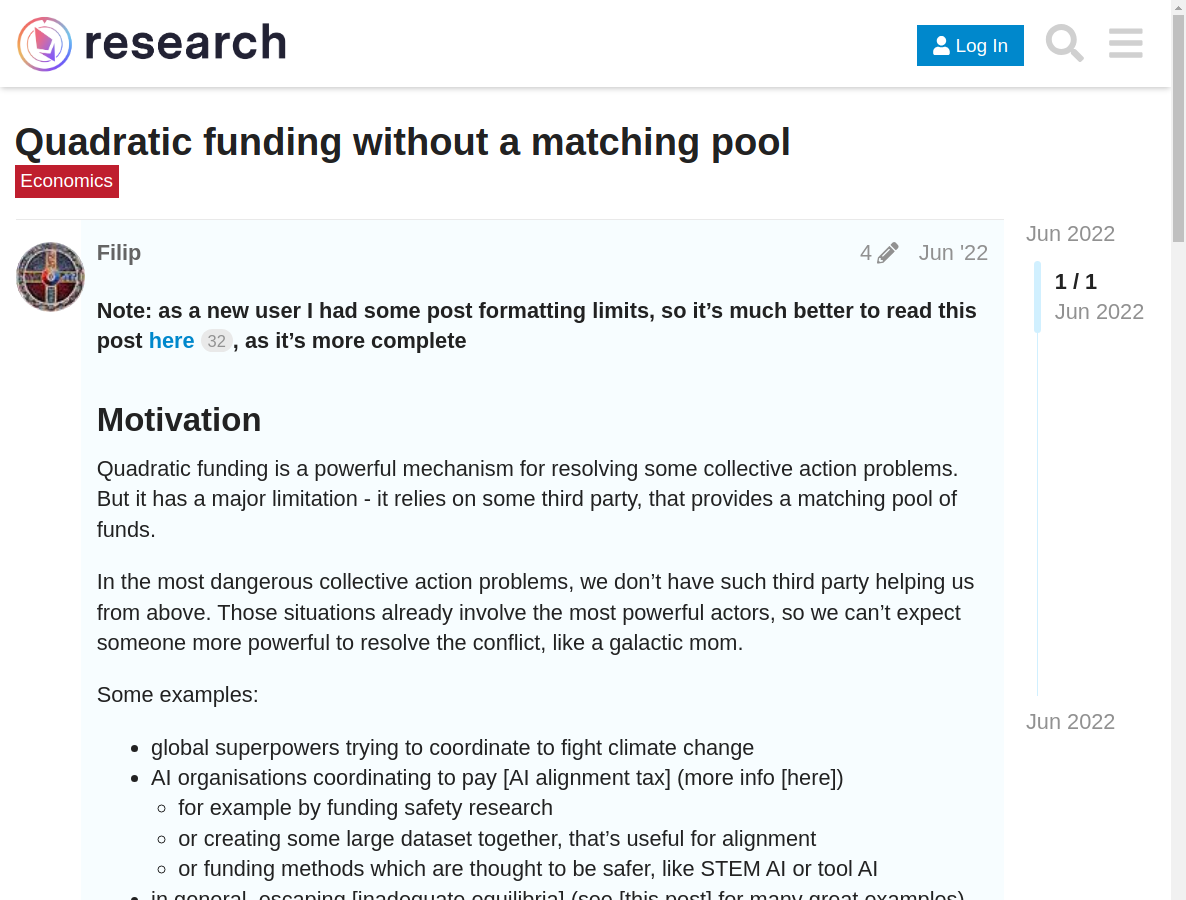 research
Log In
Quadratic funding without a matching pool
Economics
Filip
4
Jun '22
Note: as a new user I had some post formatting limits, so it’s much better to read this
post here 32, as it’s more complete
Motivation
Quadratic funding is a powerful mechanism for resolving some collective action problems.
But it has a major limitation - it relies on some third party, that provides a matching pool of
funds.
In the most dangerous collective action problems, we don’t have such third party helping us
from above. Those situations already involve the most powerful actors, so we can’t expect
someone more powerful to resolve the conflict, like a galactic mom.
Some examples:
global superpowers trying to coordinate to fight climate change
AI organisations coordinating to pay [AI alignment tax] (more info [here])
for example by funding safety research
or creating some large dataset together, that’s useful for alignment
or funding methods which are thought to be safer, like STEM AI or tool AI
in general, escaping [inadequate equilibria] (see [this post] for many great examples)
Jun 2022
1 / 1
Jun 2022
Jun 2022